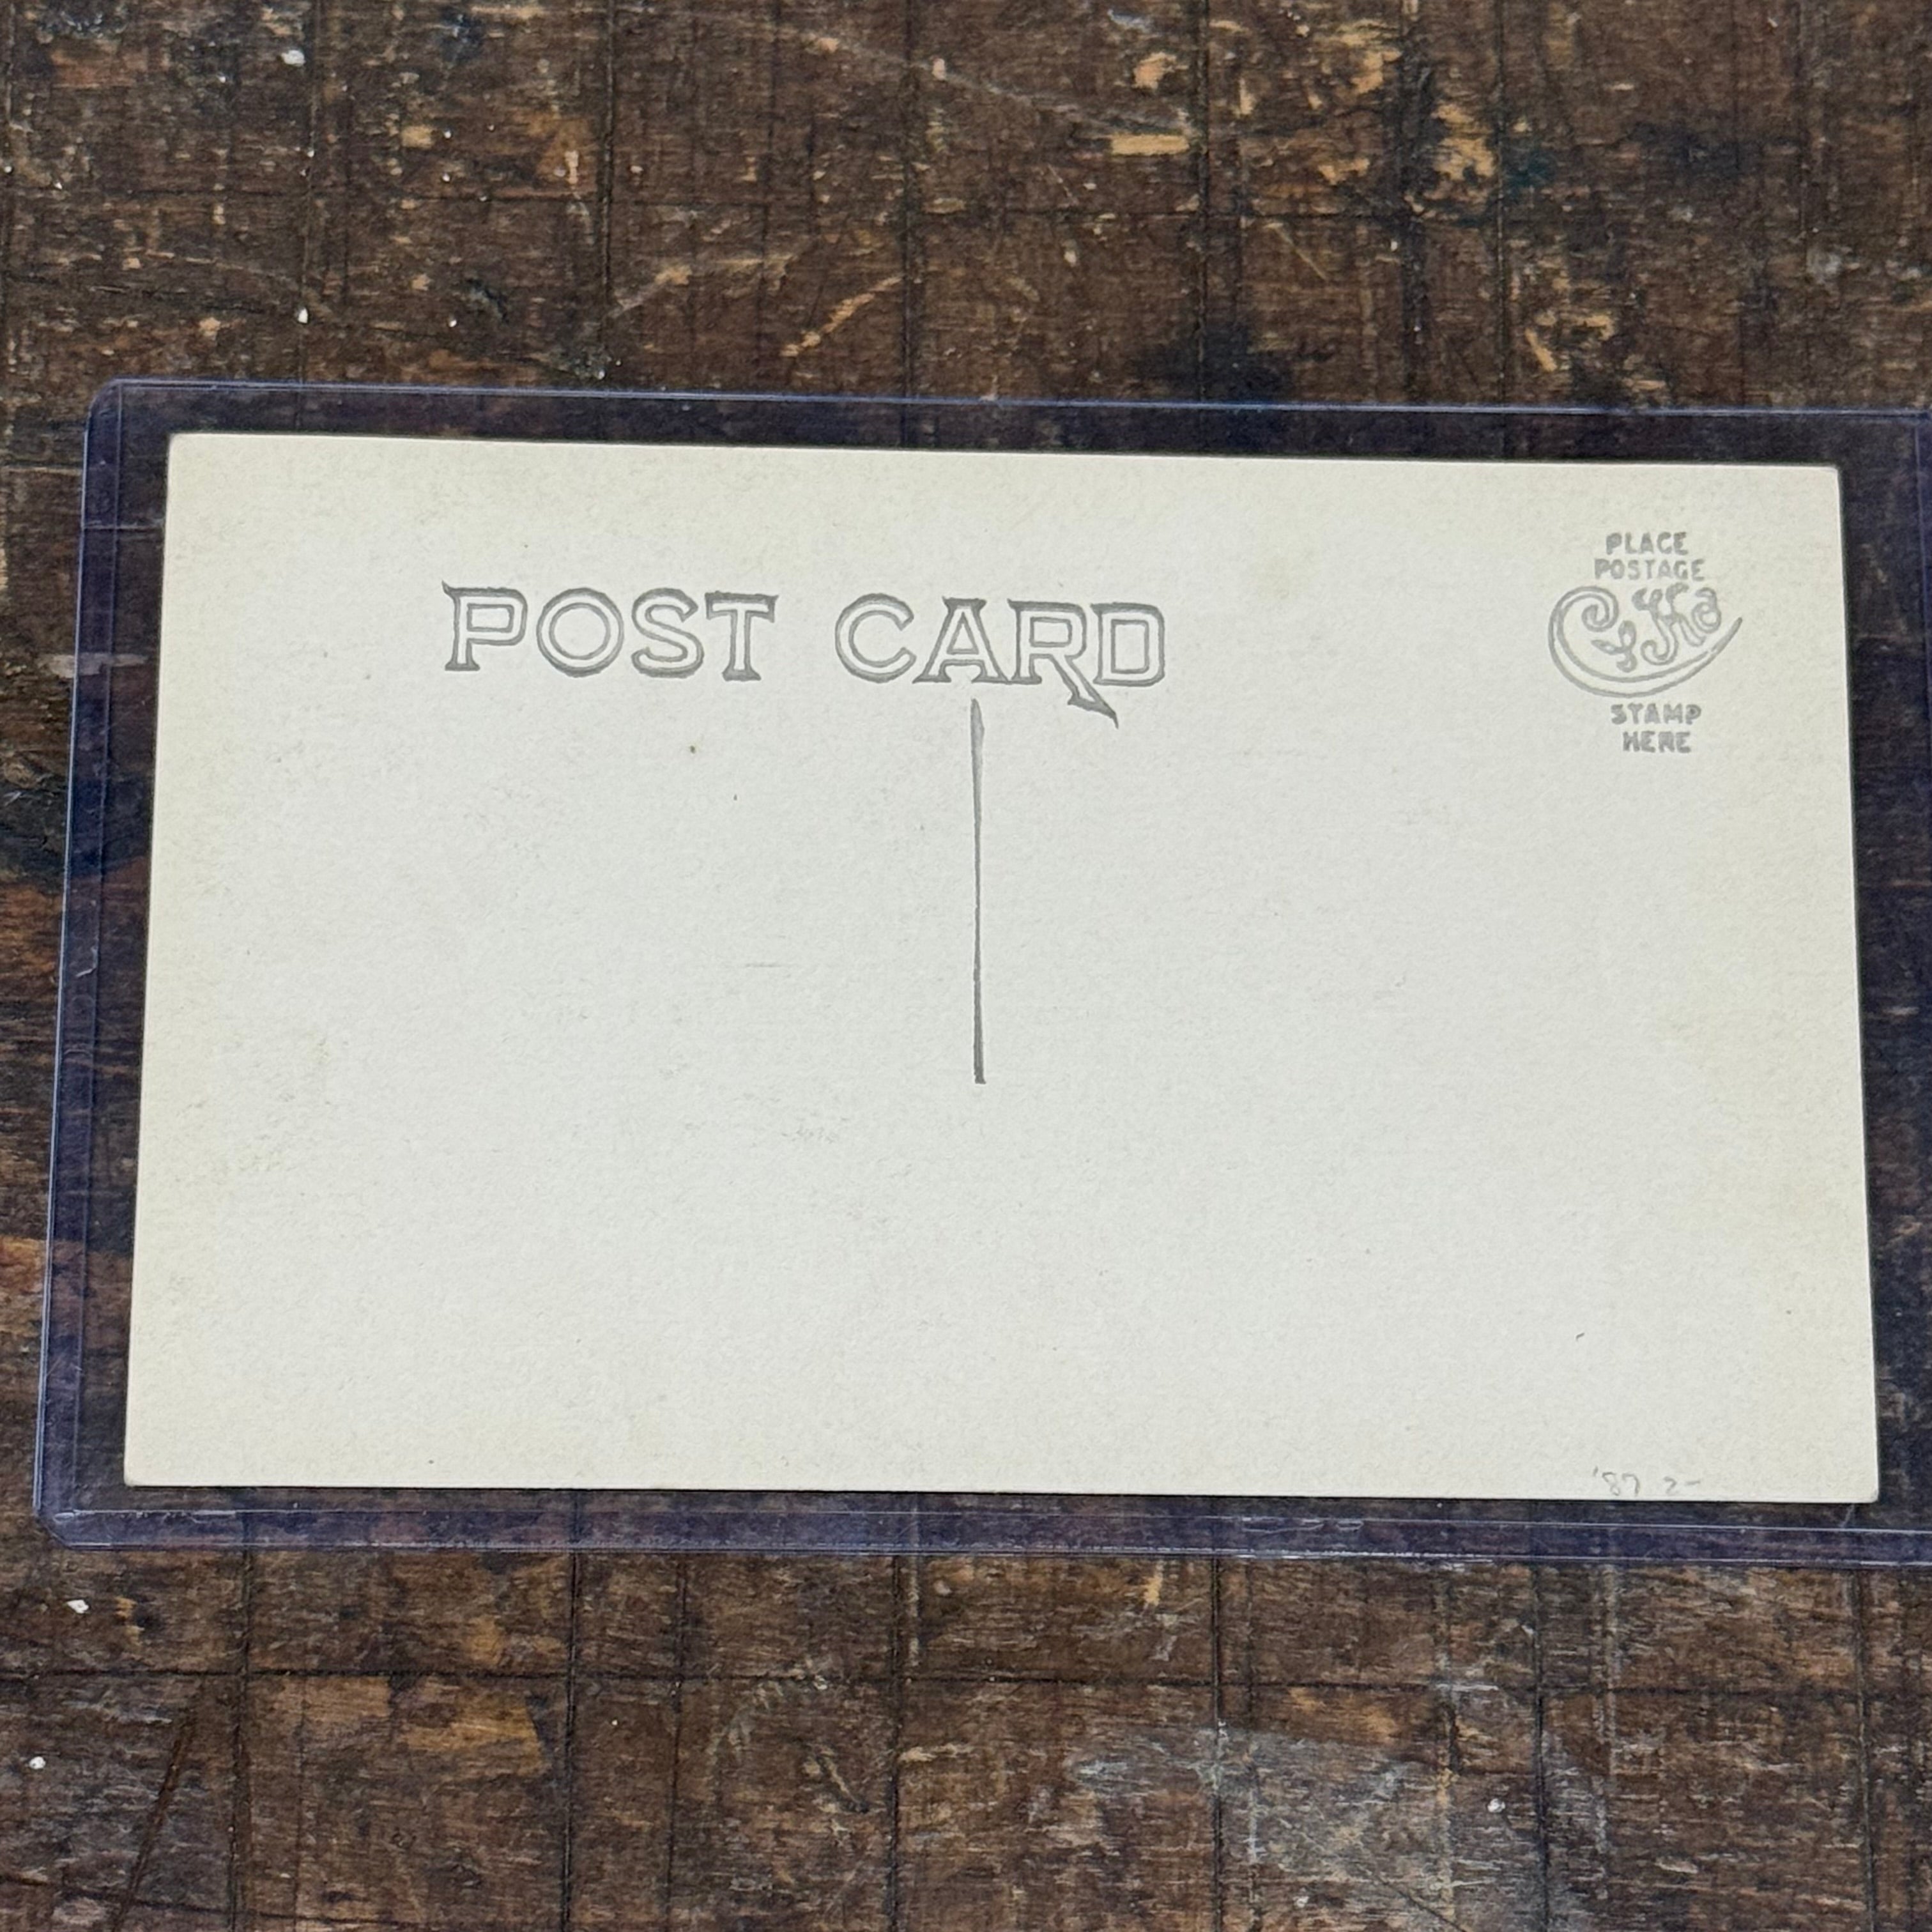 POST CARD
PLACE
POSTAGE
STAMP
HERE
'87 2-